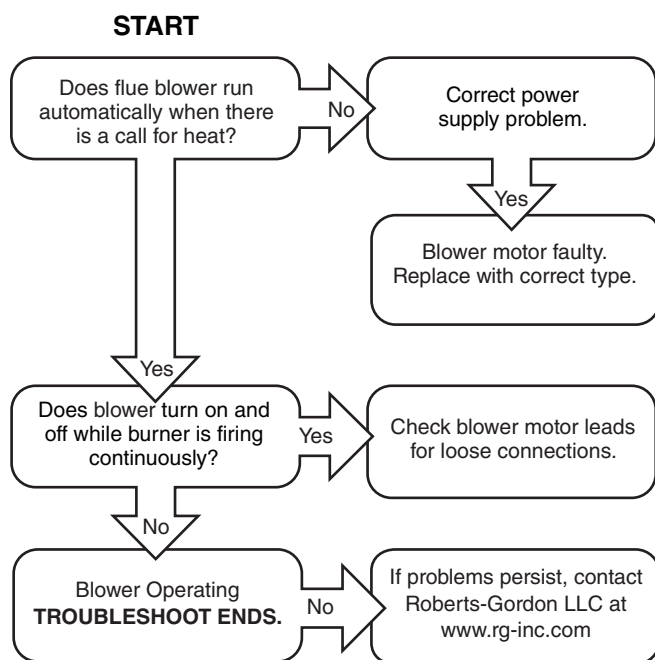 START
Does flue blower run
automatically when there
is a call for heat?
No
Correct power
supply problem.
Yes
Blower motor faulty.
Replace with correct type.
Yes
Does blower turn on and
off while burner is firing
continuously?
Yes
Check blower motor leads
for loose connections.
No
Blower Operating
TROUBLESHOOT ENDS.
No
If problems persist, contact
Roberts-Gordon LLC at
www.rg-inc.com